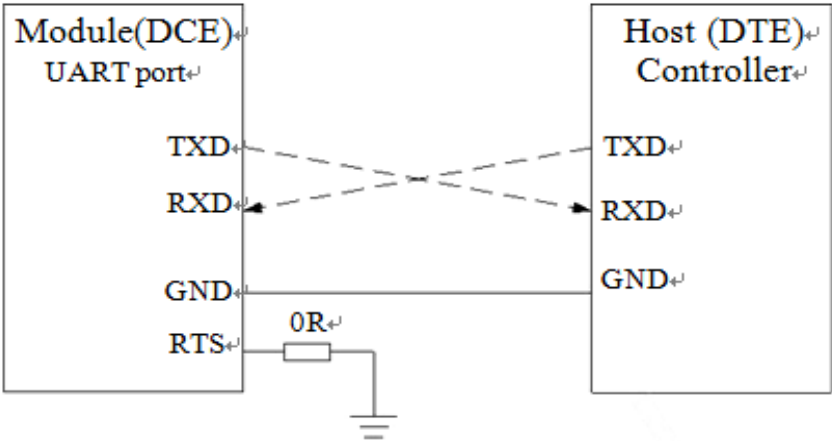 Module(DCE)
UART port
TXD
RXD
GND
RTS
0R
Host (DTE)
Controller
TXD
RXD
GND